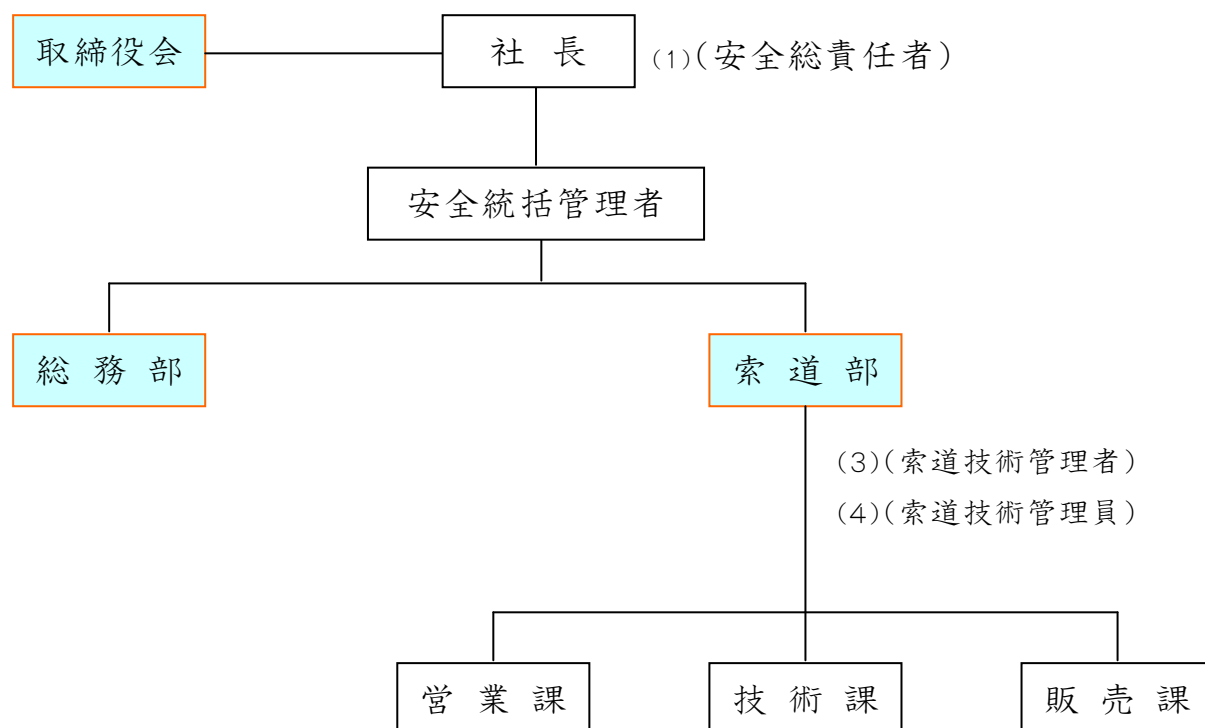 取締役会
社長
(1)(安全総責任者)
安全統括管理者
総務部
索道部
(3)(索道技術管理者)
(4)(索道技術管理員)
営業課
技術課
販売課